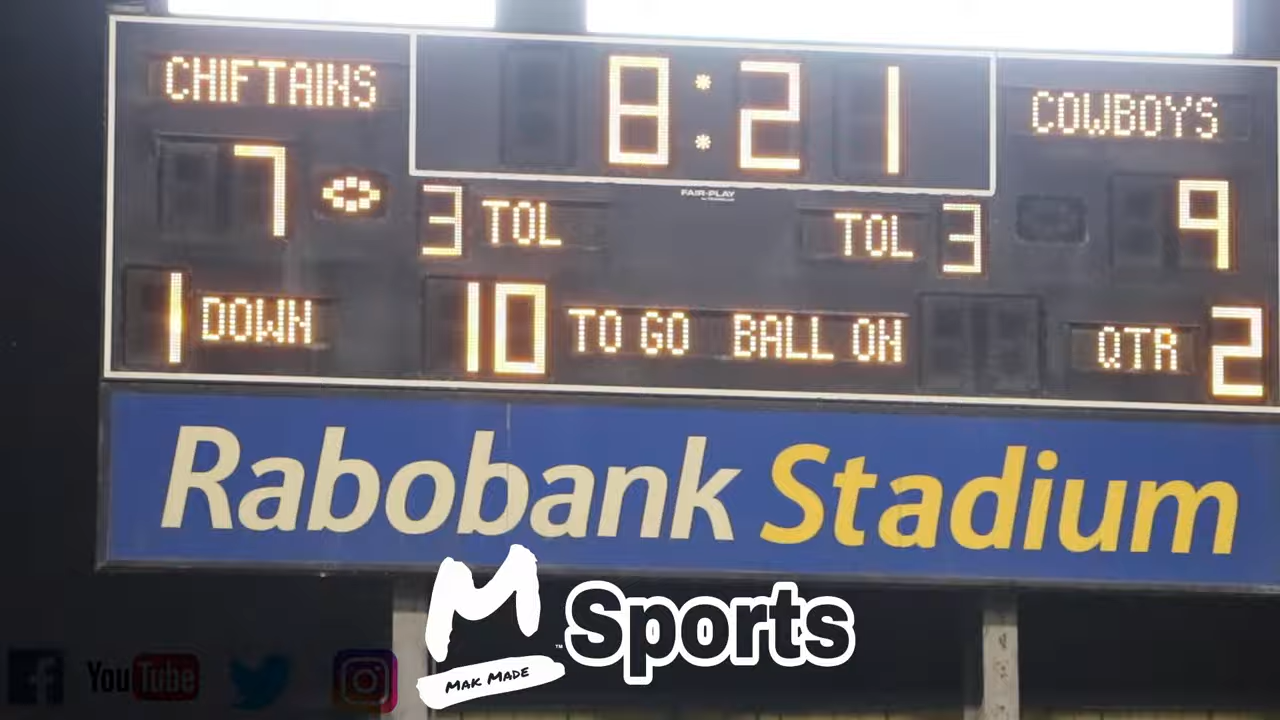 CHIFTAINS 8:21 COWBOYS
7 3 TOL FAIR-PLAY TOL 3 9
1 DOWN 10 TO GO BALL ON QTR 2
Rabobank Stadium
M Sports
MAK MADE
YouTube